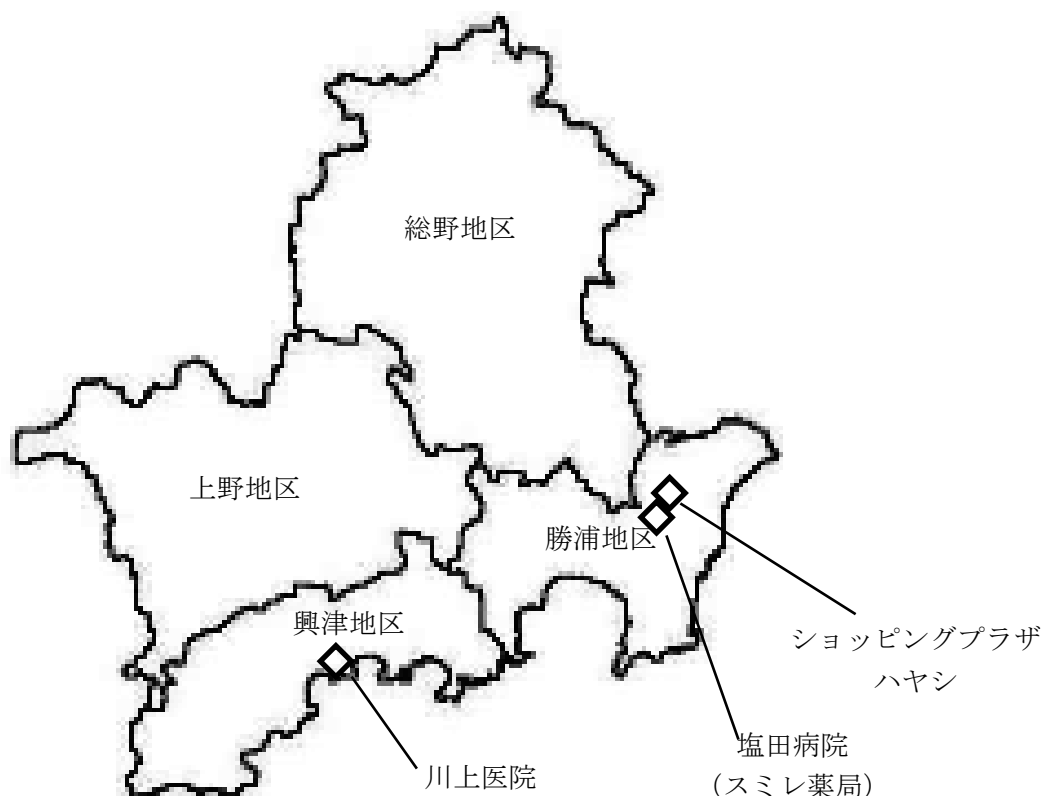 総野地区
上野地区
勝浦地区
興津地区
ショッピングプラザ
ハヤシ
塩田病院
（スミレ薬局）
川上医院